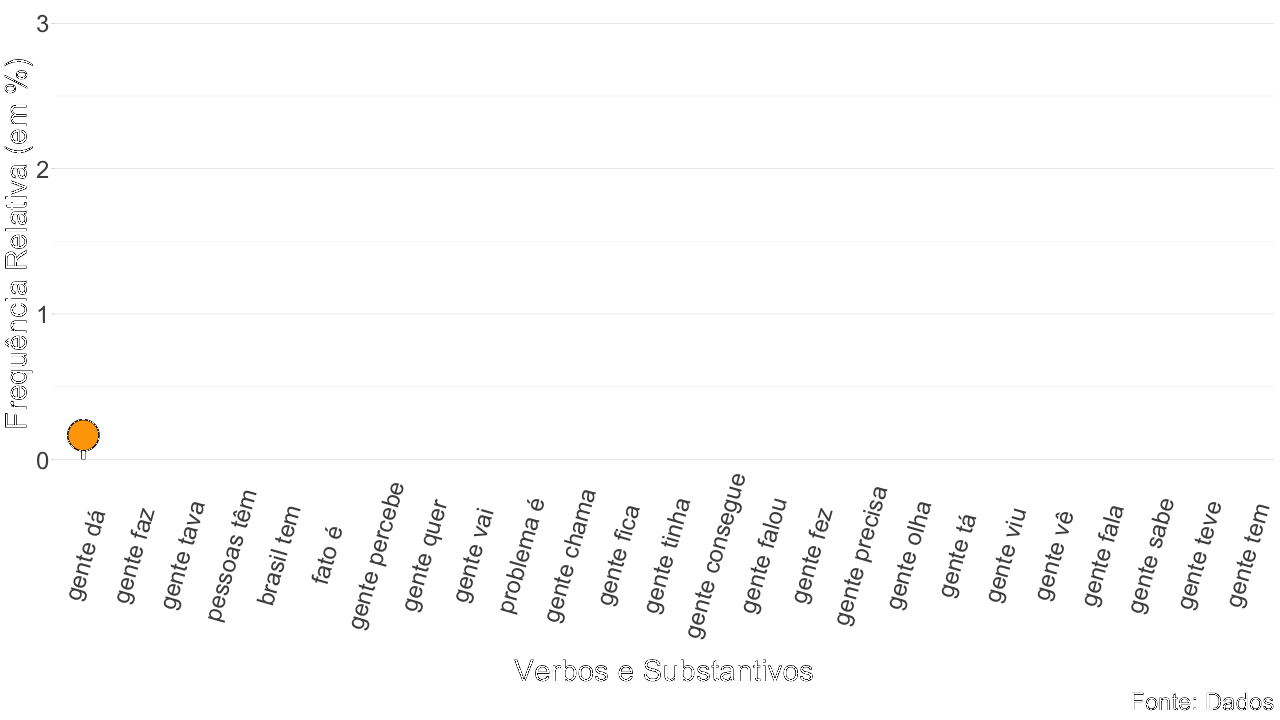 3
2
1
0
Frequência Relativa (em %)
gente dá
gente faz
gente tava
pessoas têm
brasil tem
fato é
gente percebe
gente quer
gente vai
problema é
gente chama
gente fica
gente tinha
gente consegue
gente falou
gente fez
gente precisa
gente olha
gente tá
gente viu
gente vê
gente fala
gente sabe
gente teve
gente tem
Verbos e Substantivos
Fonte: Dados